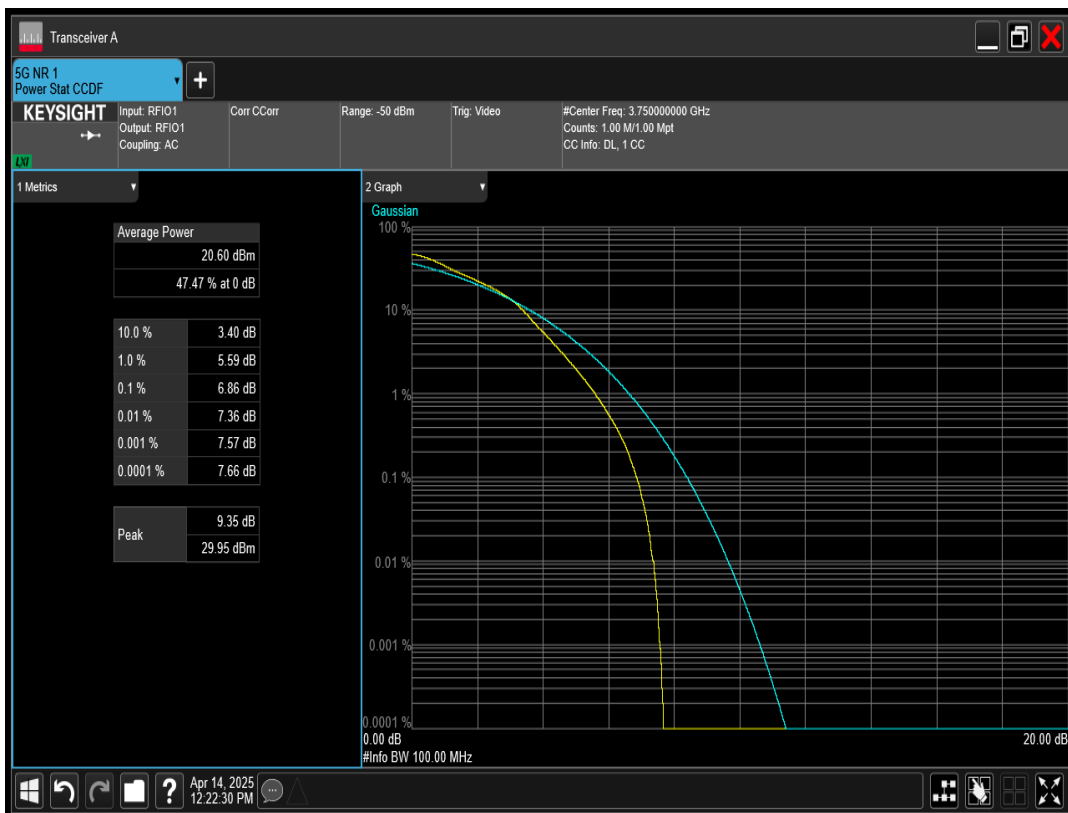 Transceiver A
5G NR 1
Power Stat CCDF
KEYSIGHT
LXI
Input: RFIO1
Output: RFIO1
Coupling: AC
Corr CCorr
Range: -50 dBm
Trig: Video
#Center Freq: 3.750000000 GHz
Counts: 1.00 M/1.00 Mpt
CC Info: DL, 1 CC
1 Metrics
Average Power
20.60 dBm
47.47 % at 0 dB
10.0 % 3.40 dB
1.0 % 5.59 dB
0.1 % 6.86 dB
0.01 % 7.36 dB
0.001 % 7.57 dB
0.0001 % 7.66 dB
Peak
9.35 dB
29.95 dBm
2 Graph
Gaussian
100 %
10 %
1 %
0.1 %
0.01 %
0.001 %
0.0001 %
0.00 dB 20.00 dB
#Info BW 100.00 MHz
Apr 14, 2025
12:22:30 PM